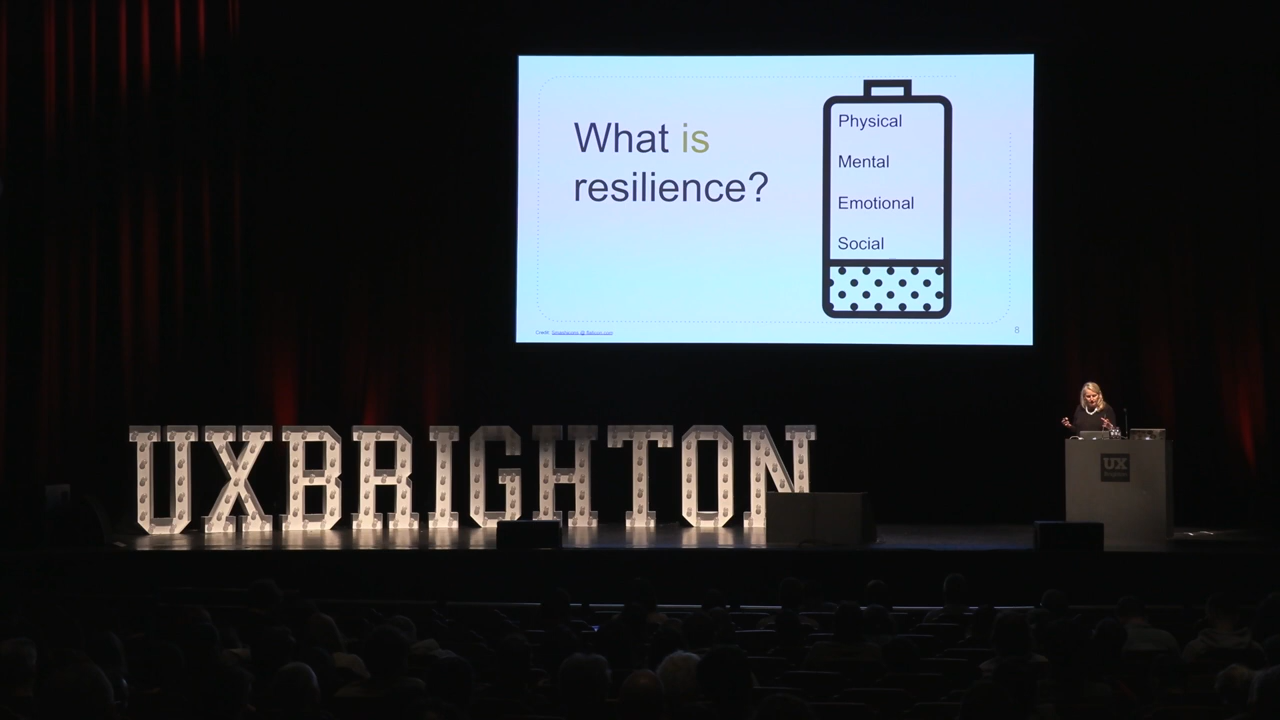 What is
resilience?
Physical
Mental
Emotional
Social
8
UXBRIGHTON
UX